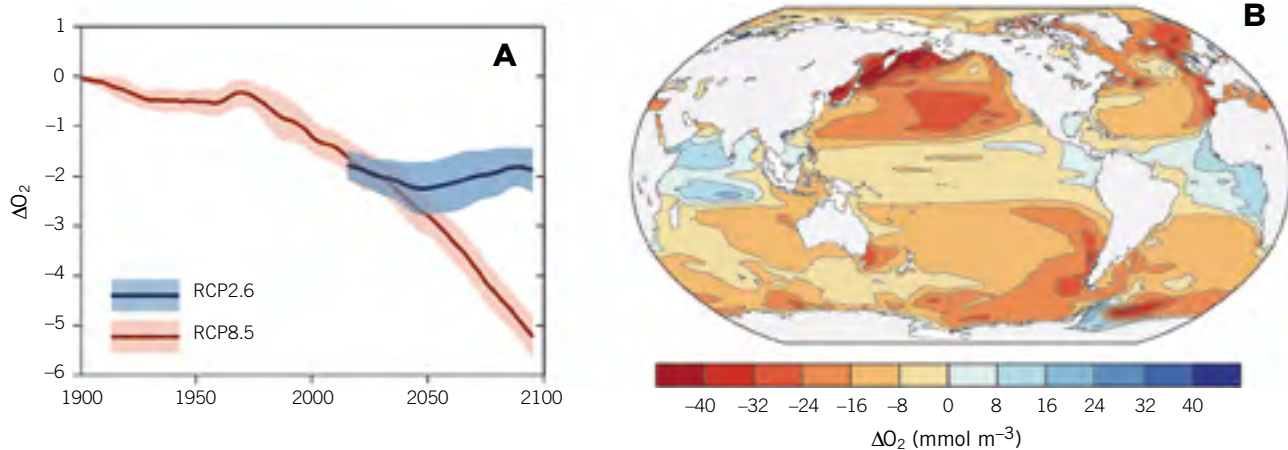 A
1
0
−1
−2
−3
−4
−5
−6
ΔO₂
RCP2.6
RCP8.5
1900 1950 2000 2050 2100
B
−40 −32 −24 −16 −8 0 8 16 24 32 40
ΔO₂ (mmol m⁻³)